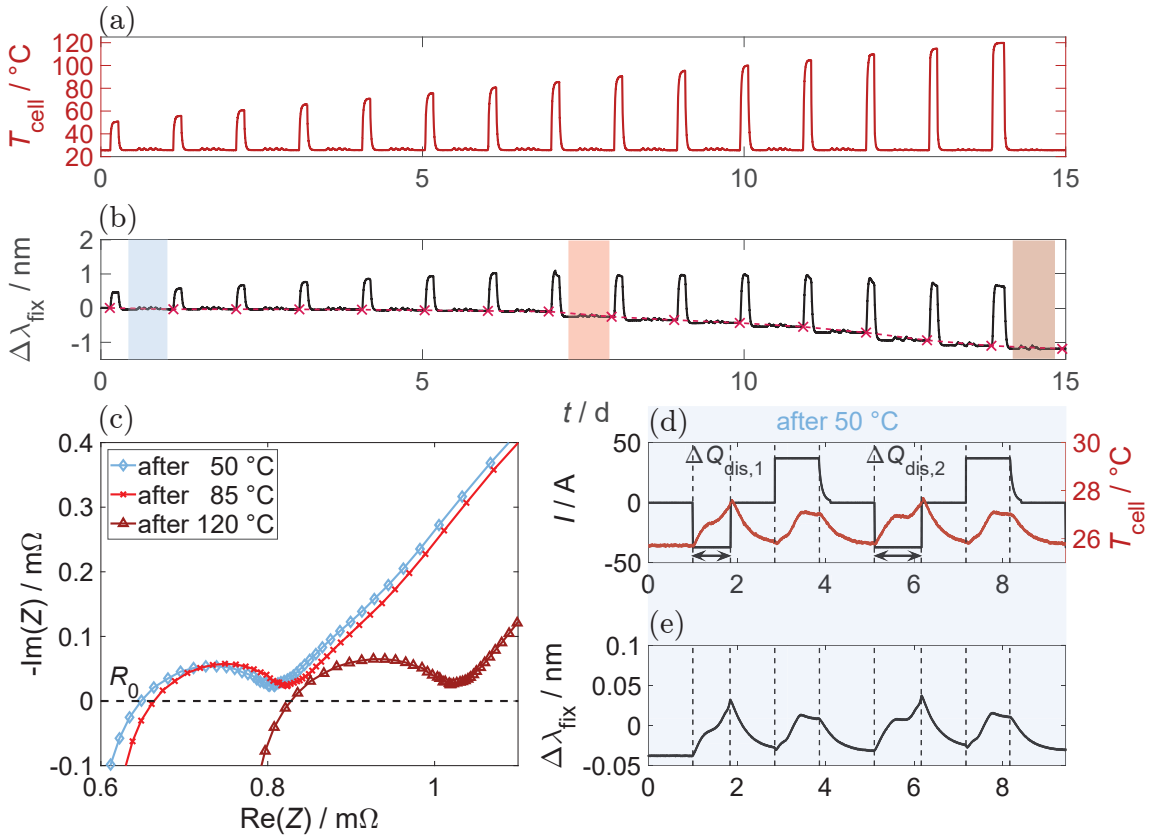 (a)
T_cell / °C
120
100
80
60
40
20
0
5
10
15
(b)
Δλ_fix / nm
2
1
0
-1
0
5
10
15
t / d
(c)
-Im(Z) / mΩ
0.4
0.3
0.2
0.1
0
-0.1
after 50 °C
after 85 °C
after 120 °C
R_0
0.6
0.8
1
Re(Z) / mΩ
(d)
after 50 °C
I / A
50
0
-50
ΔQ_dis,1
ΔQ_dis,2
30
28
26
T_cell / °C
0
2
4
6
8
(e)
Δλ_fix / nm
0.1
0.05
0
-0.05
0
2
4
6
8